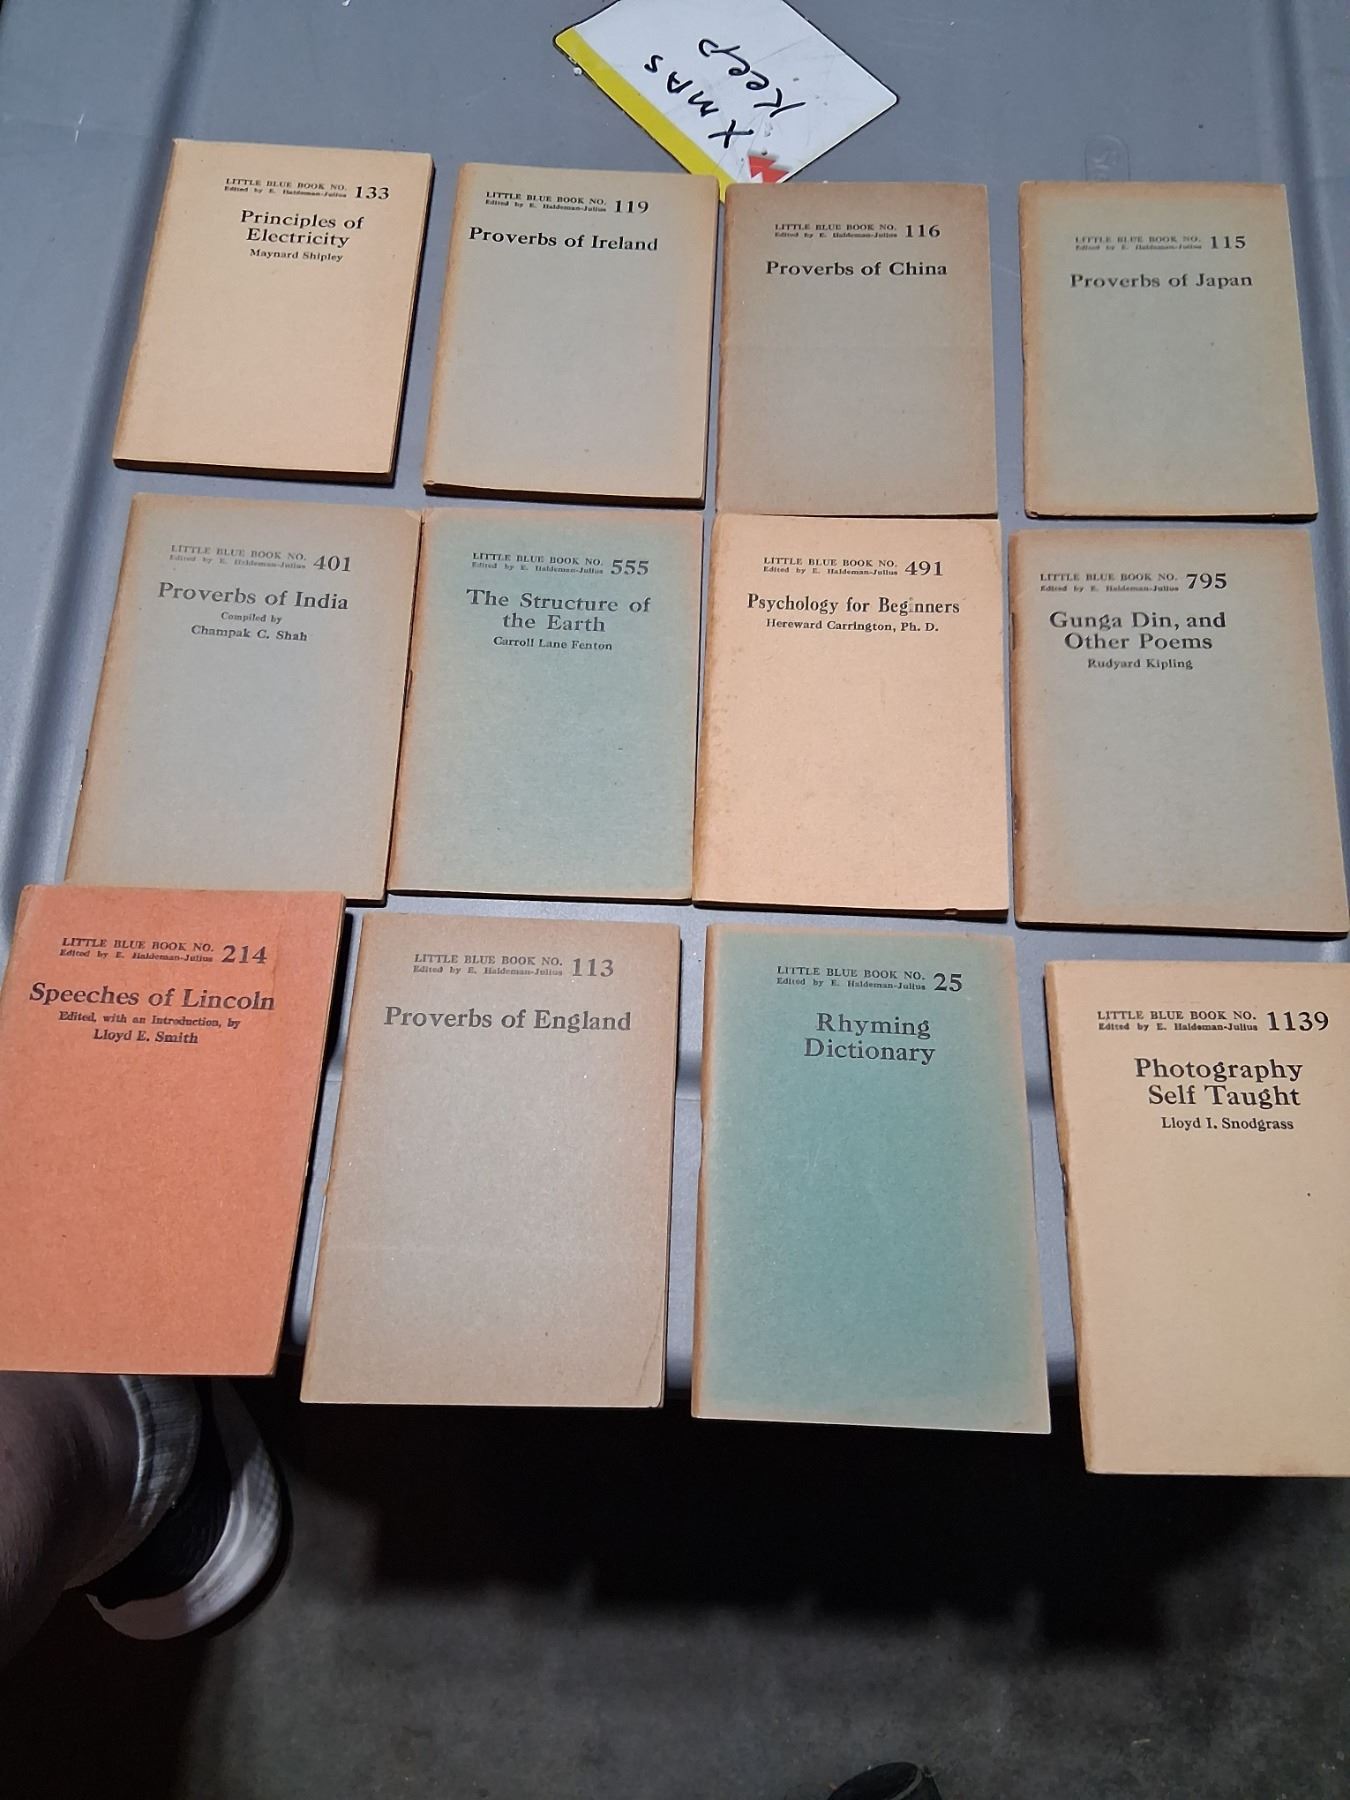 XMAS
Keep
LITTLE BLUE BOOK NO. 133
Edited by E. Haldeman-Julius
Principles of
Electricity
Maynard Shipley
LITTLE BLUE BOOK NO. 119
Edited by E. Haldeman-Julius
Proverbs of Ireland
LITTLE BLUE BOOK NO. 116
Edited by E. Haldeman-Julius
Proverbs of China
LITTLE BLUE BOOK NO. 115
Edited by E. Haldeman-Julius
Proverbs of Japan
LITTLE BLUE BOOK NO. 401
Edited by E. Haldeman-Julius
Proverbs of India
Compiled by
Champak C. Shah
LITTLE BLUE BOOK NO. 555
Edited by E. Haldeman-Julius
The Structure of
the Earth
Carroll Lane Fenton
LITTLE BLUE BOOK NO. 491
Edited by E. Haldeman-Julius
Psychology for Beginners
Hereward Carrington, Ph. D.
LITTLE BLUE BOOK NO. 795
Edited by E. Haldeman-Julius
Gunga Din, and
Other Poems
Rudyard Kipling
LITTLE BLUE BOOK NO. 214
Edited by E. Haldeman-Julius
Speeches of Lincoln
Edited, with an Introduction, by
Lloyd E. Smith
LITTLE BLUE BOOK NO. 113
Edited by E. Haldeman-Julius
Proverbs of England
LITTLE BLUE BOOK NO. 25
Edited by E. Haldeman-Julius
Rhyming
Dictionary
LITTLE BLUE BOOK NO. 1139
Edited by E. Haldeman-Julius
Photography
Self Taught
Lloyd I. Snodgrass